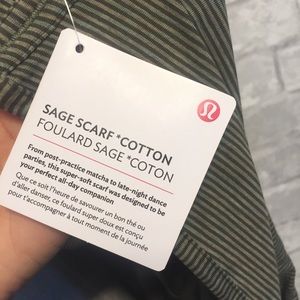 SAGE SCARF *COTTON
FOULARD SAGE *COTON
From post-practice matcha to late-night dance
parties, this super-soft scarf was designed to be
your perfect all-day companion
Que ce soit l'heure de savourer un bon thé ou
d'aller danser, ce foulard super doux est conçu
pour t'accompagner à tout moment de la journée